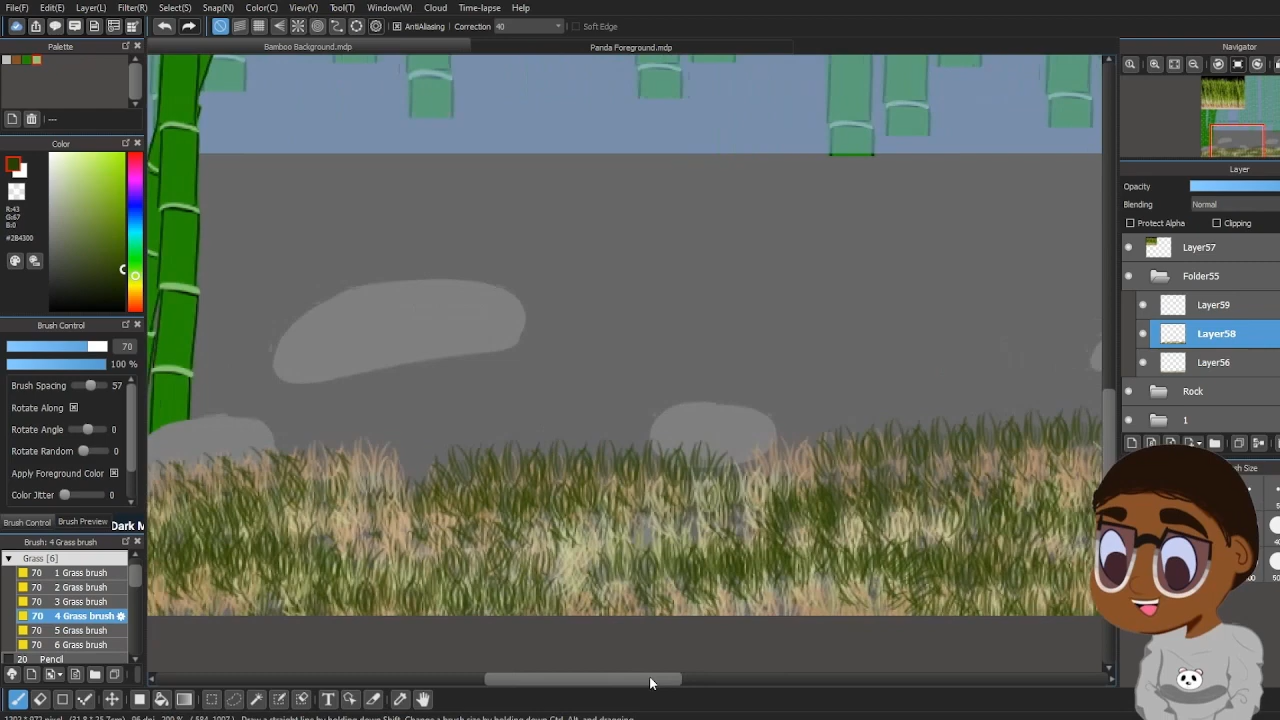 File(F) Edit(E) Layer(L) Filter(R) Select(S) Snap(N) Color(C) View(V) Tool(T) Window(W) Cloud Time-lapse Help
AntiAliasing Correction 40 Soft Edge
Palette Bamboo Background.mdp Panda Foreground.mdp Navigator
---
Color
Layer
Opacity
R:43
G:67
B:0
#2B4300
Blending Normal
Protect Alpha Clipping
Layer57
Folder55
Layer59
Brush Control
Layer58
70
100 %
Layer56
Brush Spacing 57
Rock
Rotate Along
1
Rotate Angle 0
Rotate Random 0
Apply Foreground Color
Color Jitter 0
Brush Control Brush Preview Dark M
Brush: 4 Grass brush
Grass [6]
70 1 Grass brush
70 2 Grass brush
70 3 Grass brush
70 4 Grass brush
70 5 Grass brush
70 6 Grass brush
20 Pencil